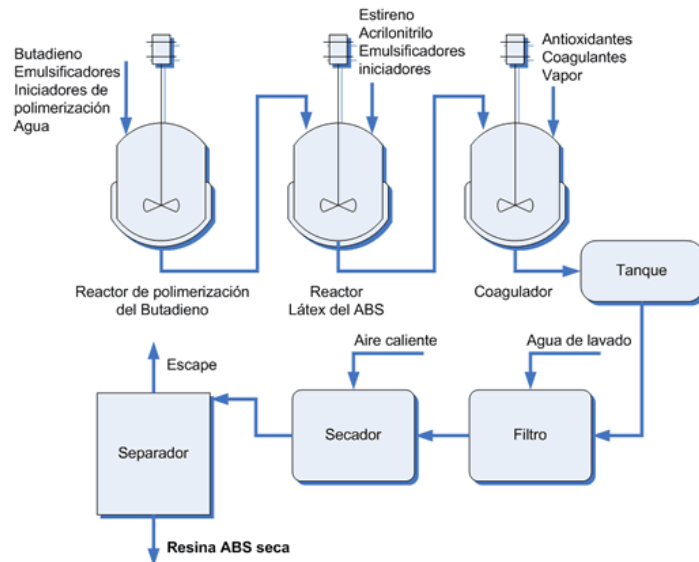 Butadieno
Emulsificadores
Iniciadores de
polimerización
Agua
Estireno
Acrilonitrilo
Emulsificadores
iniciadores
Antioxidantes
Coagulantes
Vapor
Reactor de polimerización
del Butadieno
Reactor
Látex del ABS
Coagulador
Tanque
Escape
Aire caliente
Agua de lavado
Separador
Secador
Filtro
Resina ABS seca